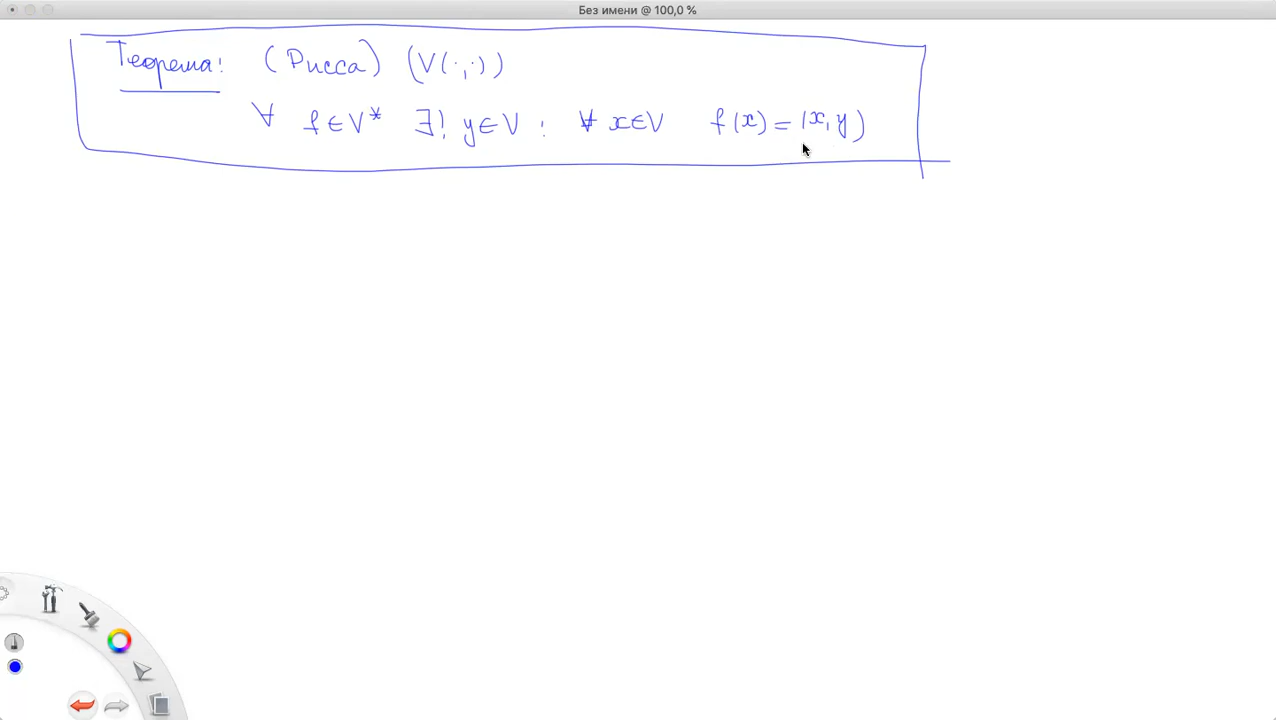 Без имени @ 100,0 %
Теорема: (Рисса) (V(·,·))
∀ f∈V* ∃! y∈V : ∀ x∈V f(x)=(x,y)